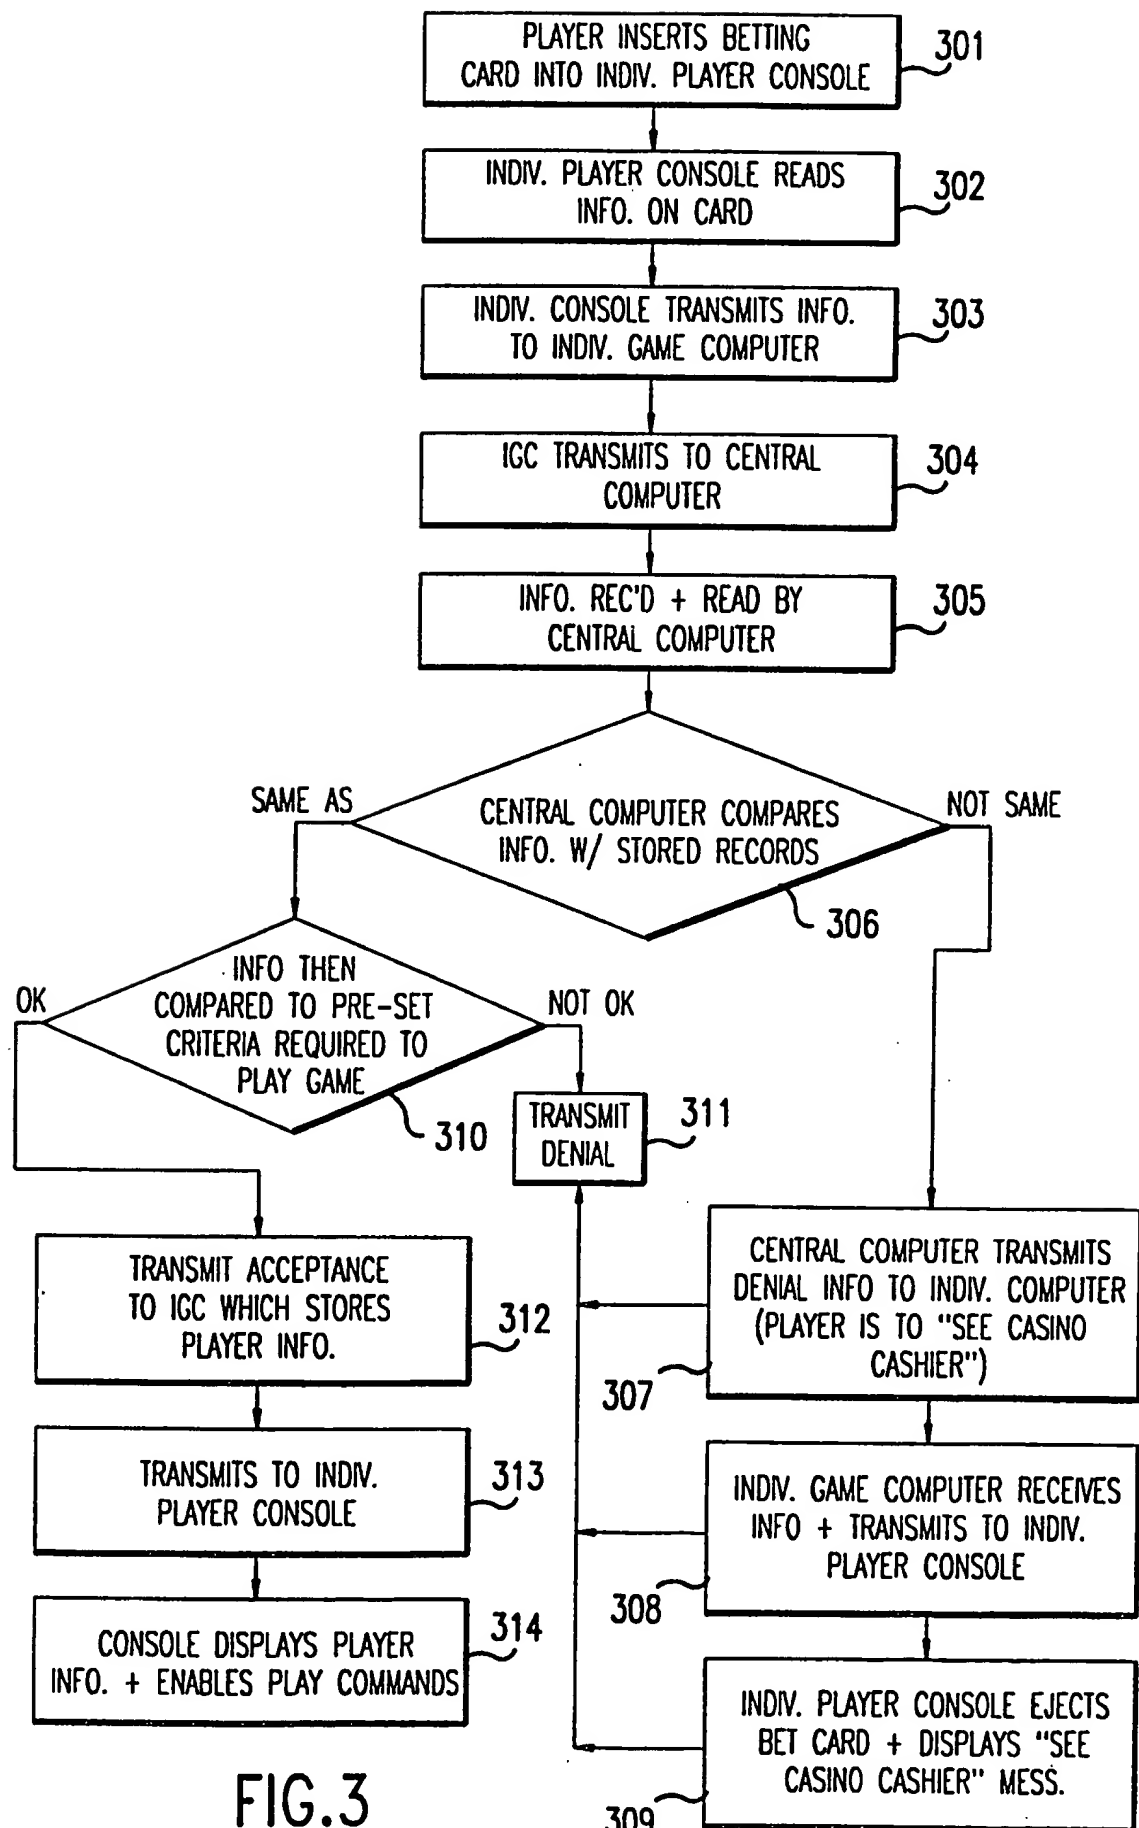 PLAYER INSERTS BETTING
CARD INTO INDIV. PLAYER CONSOLE
301
INDIV. PLAYER CONSOLE READS
INFO. ON CARD
302
INDIV. CONSOLE TRANSMITS INFO.
TO INDIV. GAME COMPUTER
303
IGC TRANSMITS TO CENTRAL
COMPUTER
304
INFO. REC'D + READ BY
CENTRAL COMPUTER
305
SAME AS
CENTRAL COMPUTER COMPARES
INFO. W/ STORED RECORDS
NOT SAME
306
OK
INFO THEN
COMPARED TO PRE-SET
CRITERIA REQUIRED TO
PLAY GAME
NOT OK
310
TRANSMIT
DENIAL
311
TRANSMIT ACCEPTANCE
TO IGC WHICH STORES
PLAYER INFO.
312
TRANSMITS TO INDIV.
PLAYER CONSOLE
313
CONSOLE DISPLAYS PLAYER
INFO. + ENABLES PLAY COMMANDS
314
CENTRAL COMPUTER TRANSMITS
DENIAL INFO TO INDIV. COMPUTER
(PLAYER IS TO "SEE CASINO
CASHIER")
307
INDIV. GAME COMPUTER RECEIVES
INFO + TRANSMITS TO INDIV.
PLAYER CONSOLE
308
INDIV. PLAYER CONSOLE EJECTS
BET CARD + DISPLAYS "SEE
CASINO CASHIER" MESS.
309
FIG.3